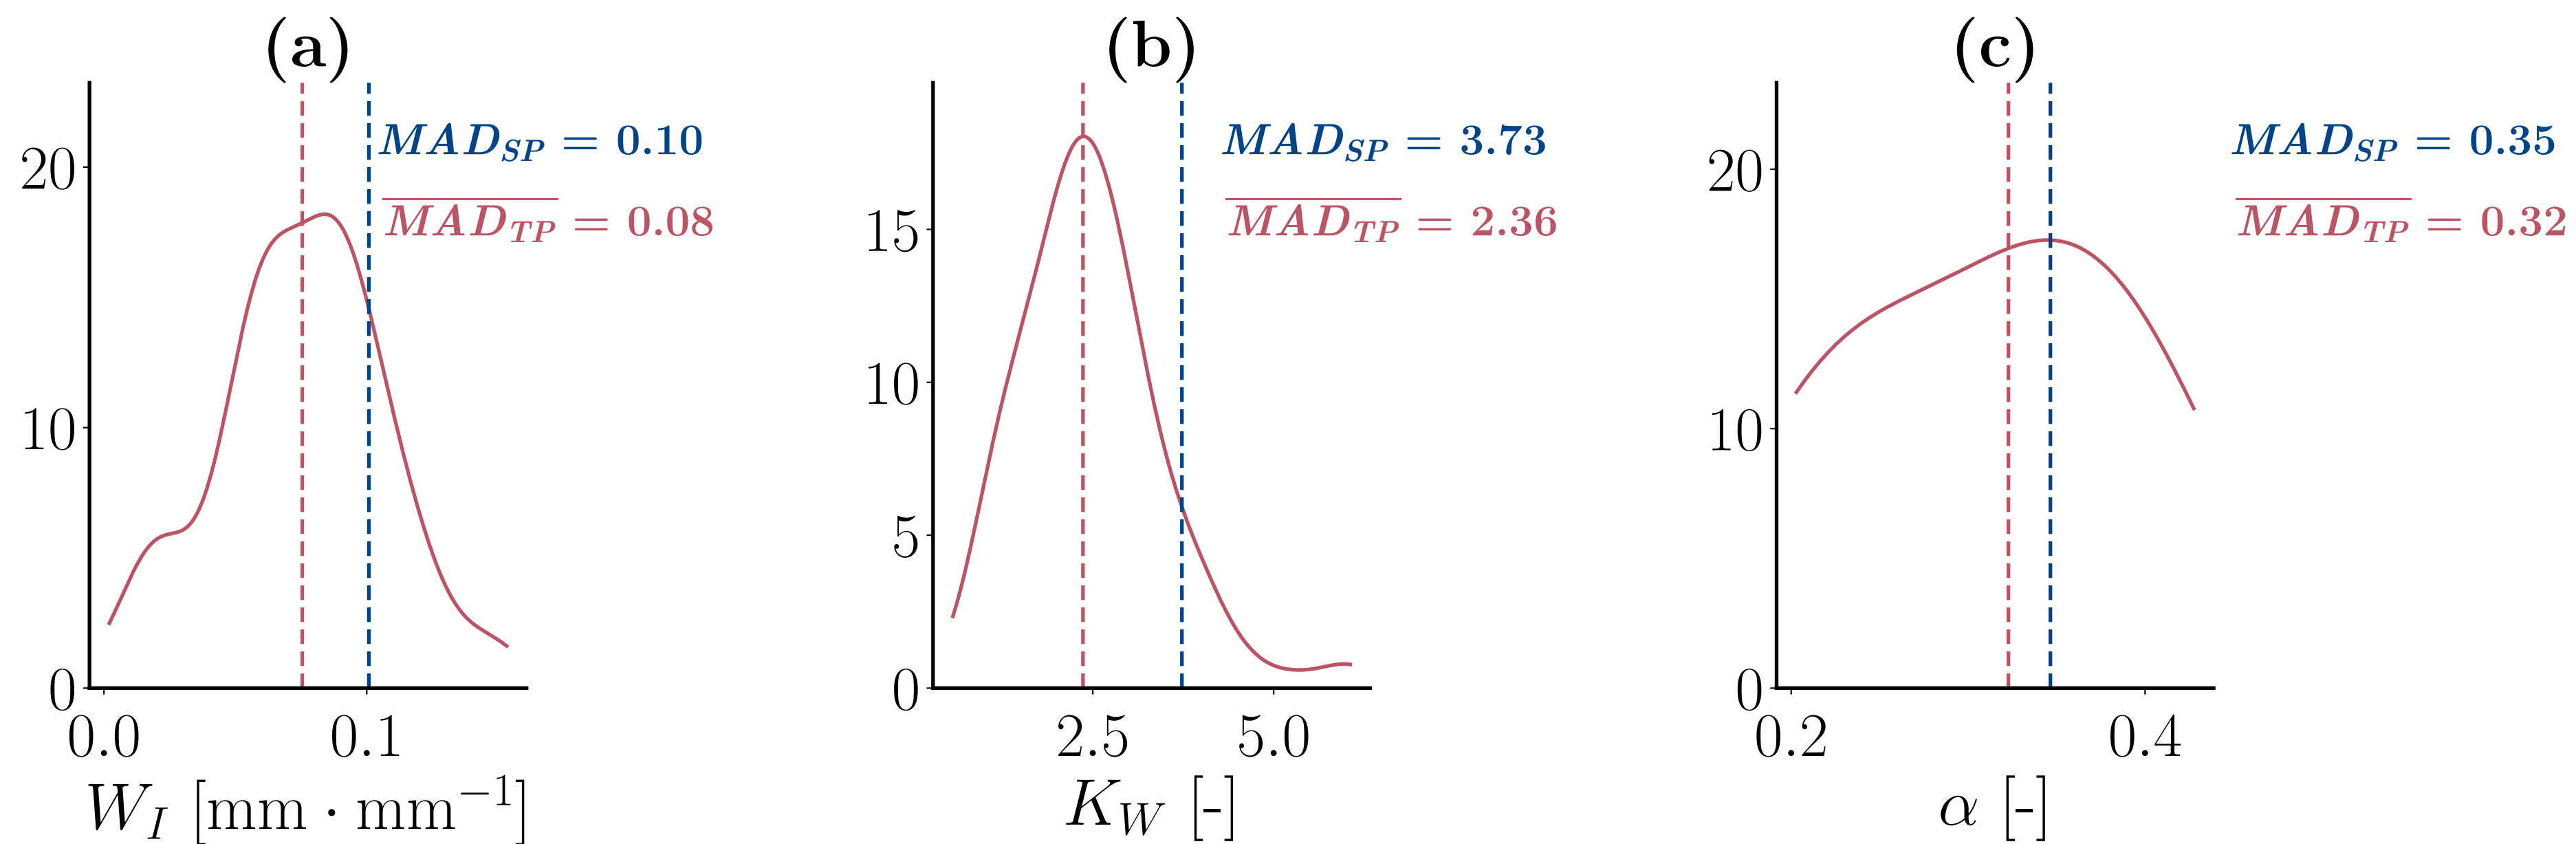 (a)
MAD_SP = 0.10
MAD_TP = 0.08
20
10
0
0.0 0.1
W_I [mm · mm⁻¹]
(b)
MAD_SP = 3.73
MAD_TP = 2.36
15
10
5
0
2.5 5.0
K_W [-]
(c)
MAD_SP = 0.35
MAD_TP = 0.32
20
10
0
0.2 0.4
α [-]